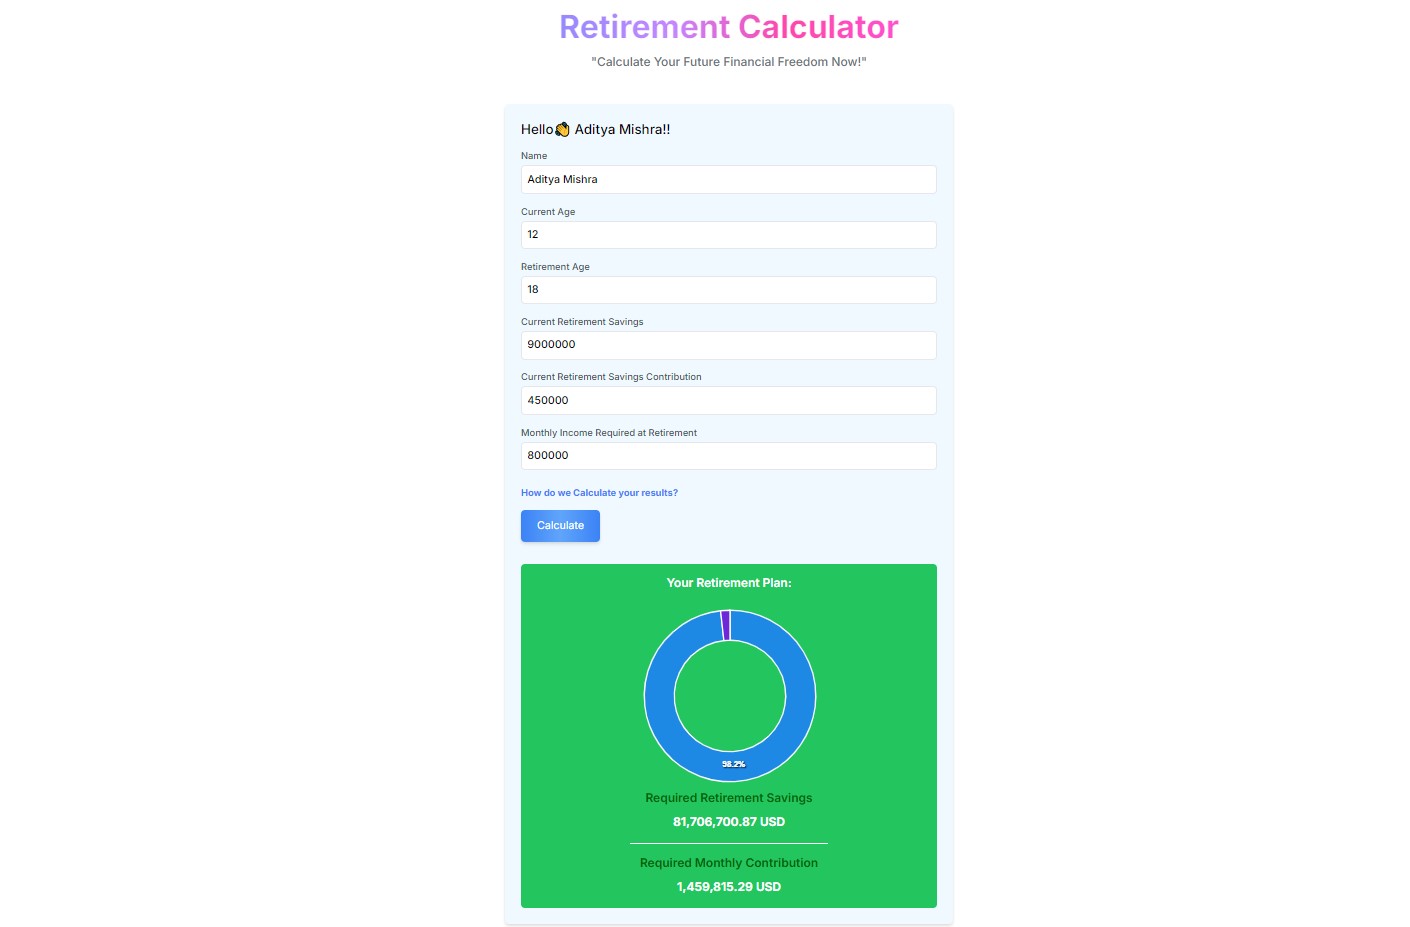 Retirement Calculator
"Calculate Your Future Financial Freedom Now!"
Hello👏 Aditya Mishra!!
Name
Aditya Mishra
Current Age
12
Retirement Age
18
Current Retirement Savings
9000000
Current Retirement Savings Contribution
450000
Monthly Income Required at Retirement
800000
How do we Calculate your results?
Calculate
Your Retirement Plan:
98.2%
Required Retirement Savings
81,706,700.87 USD
Required Monthly Contribution
1,459,815.29 USD